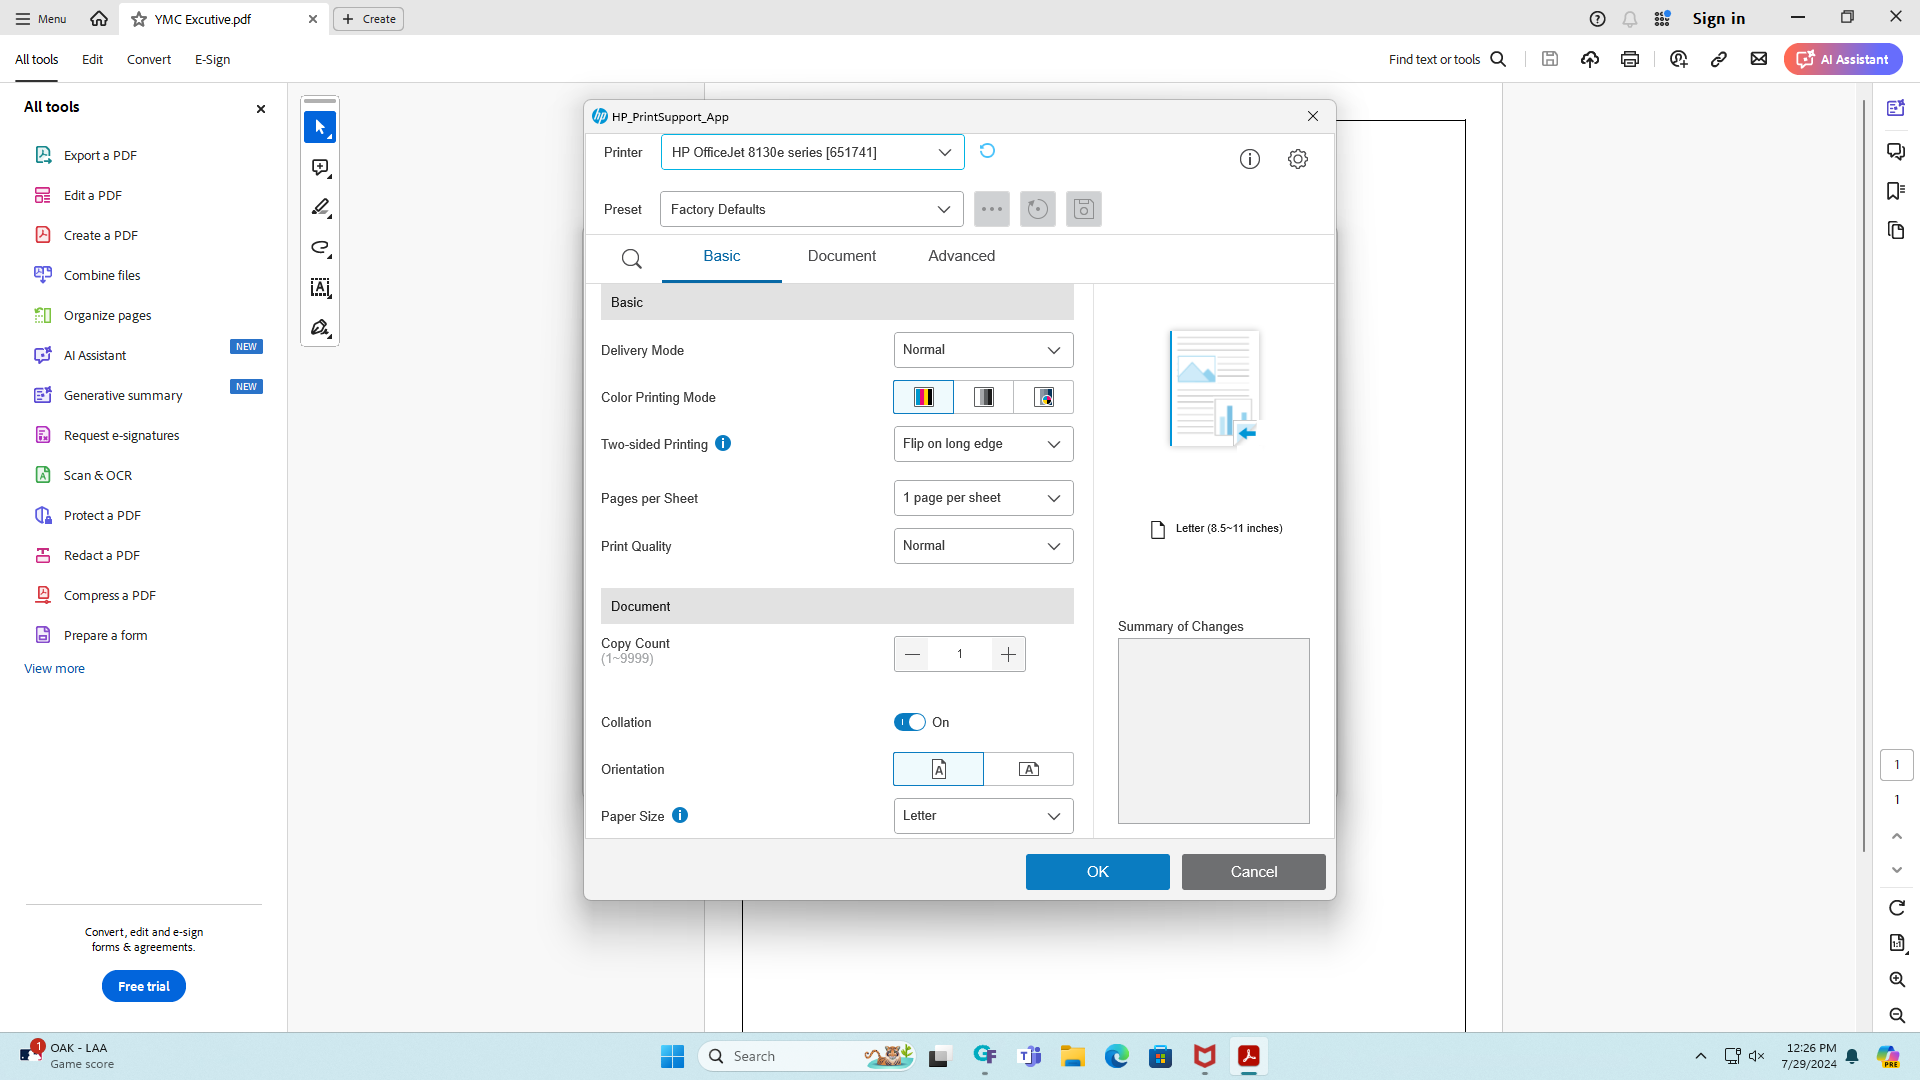 Menu
YMC Excutive.pdf
Create
Sign in
All tools
Edit
Convert
E-Sign
Find text or tools
AI Assistant
All tools
Export a PDF
Edit a PDF
Create a PDF
Combine files
Organize pages
AI Assistant
NEW
Generative summary
NEW
Request e-signatures
Scan & OCR
Protect a PDF
Redact a PDF
Compress a PDF
Prepare a form
View more
Convert, edit and e-sign
forms & agreements.
Free trial
HP_PrintSupport_App
Printer
HP OfficeJet 8130e series [651741]
Preset
Factory Defaults
Basic
Document
Advanced
Basic
Delivery Mode
Normal
Color Printing Mode
Two-sided Printing
Flip on long edge
Pages per Sheet
1 page per sheet
Print Quality
Normal
Document
Copy Count
(1~9999)
1
Collation
On
Orientation
Paper Size
Letter
Letter (8.5~11 inches)
Summary of Changes
OK
Cancel
1
1
1
OAK - LAA
Game score
Search
12:26 PM
7/29/2024
PRE